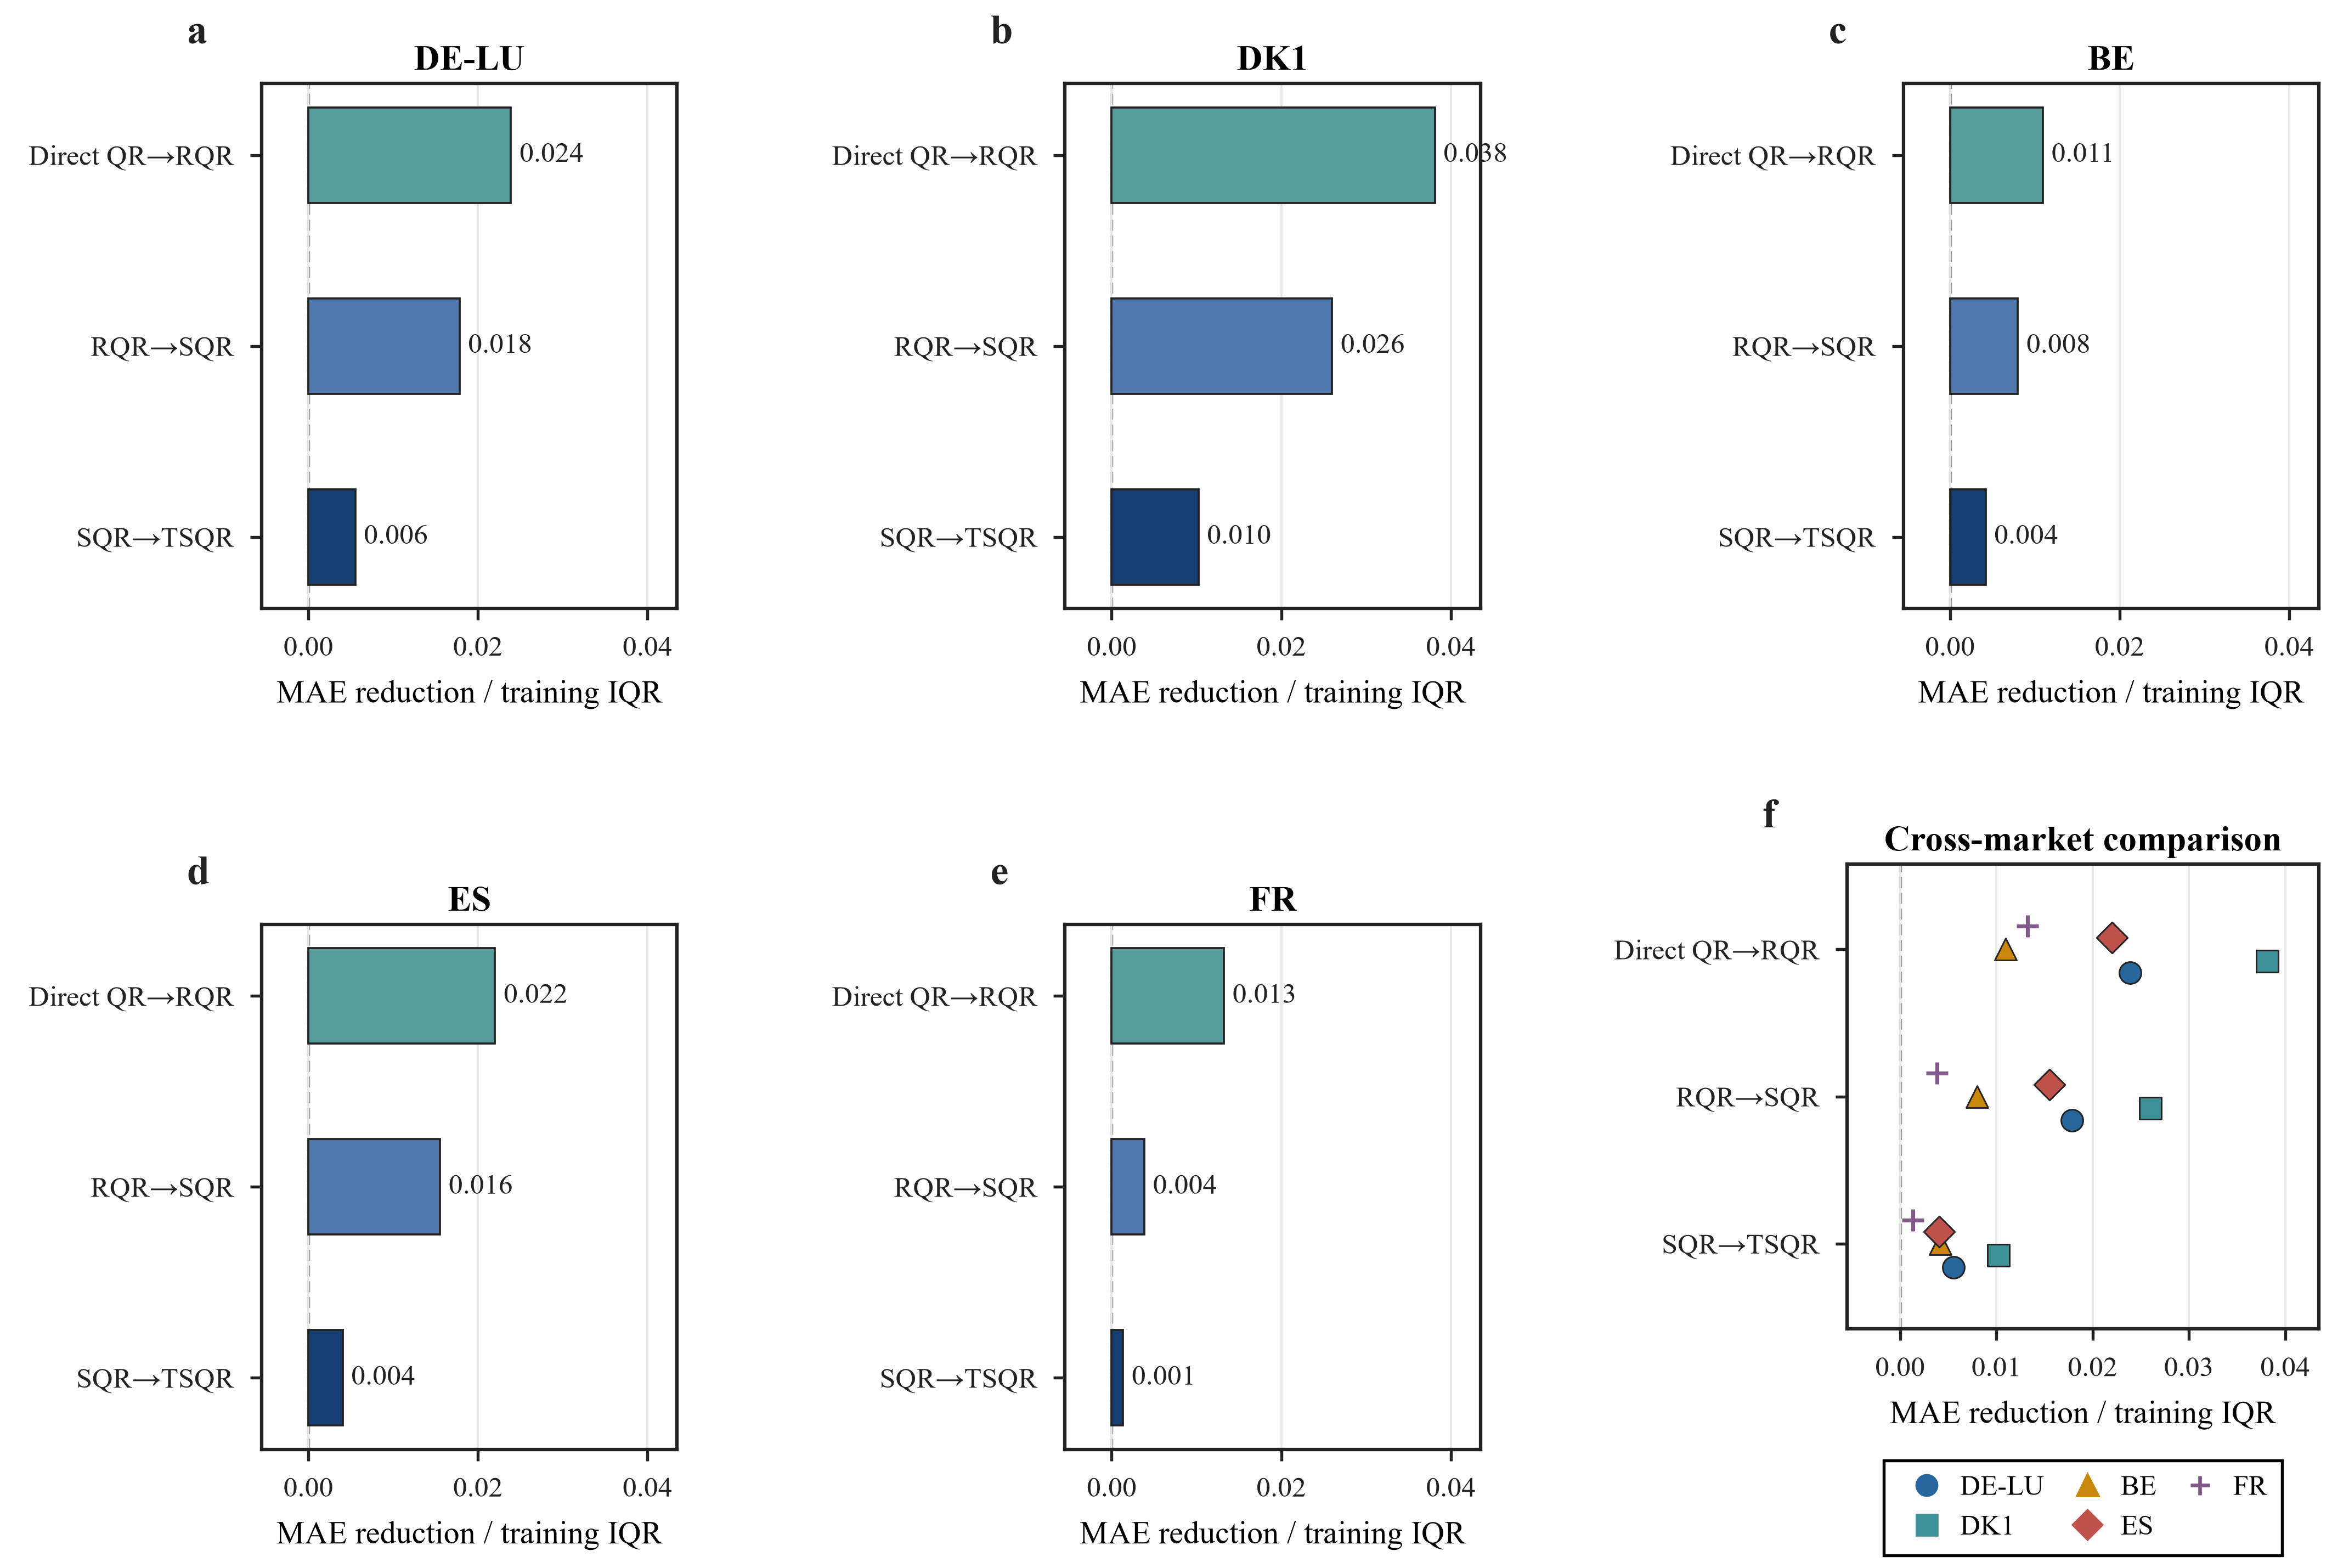 a
DE-LU
Direct QR→RQR
0.024
RQR→SQR
0.018
SQR→TSQR
0.006
0.00 0.02 0.04
MAE reduction / training IQR
b
DK1
Direct QR→RQR
0.038
RQR→SQR
0.026
SQR→TSQR
0.010
0.00 0.02 0.04
MAE reduction / training IQR
c
BE
Direct QR→RQR
0.011
RQR→SQR
0.008
SQR→TSQR
0.004
0.00 0.02 0.04
MAE reduction / training IQR
d
ES
Direct QR→RQR
0.022
RQR→SQR
0.016
SQR→TSQR
0.004
0.00 0.02 0.04
MAE reduction / training IQR
e
FR
Direct QR→RQR
0.013
RQR→SQR
0.004
SQR→TSQR
0.001
0.00 0.02 0.04
MAE reduction / training IQR
f
Cross-market comparison
Direct QR→RQR
RQR→SQR
SQR→TSQR
0.00 0.01 0.02 0.03 0.04
MAE reduction / training IQR
DE-LU BE FR
DK1 ES